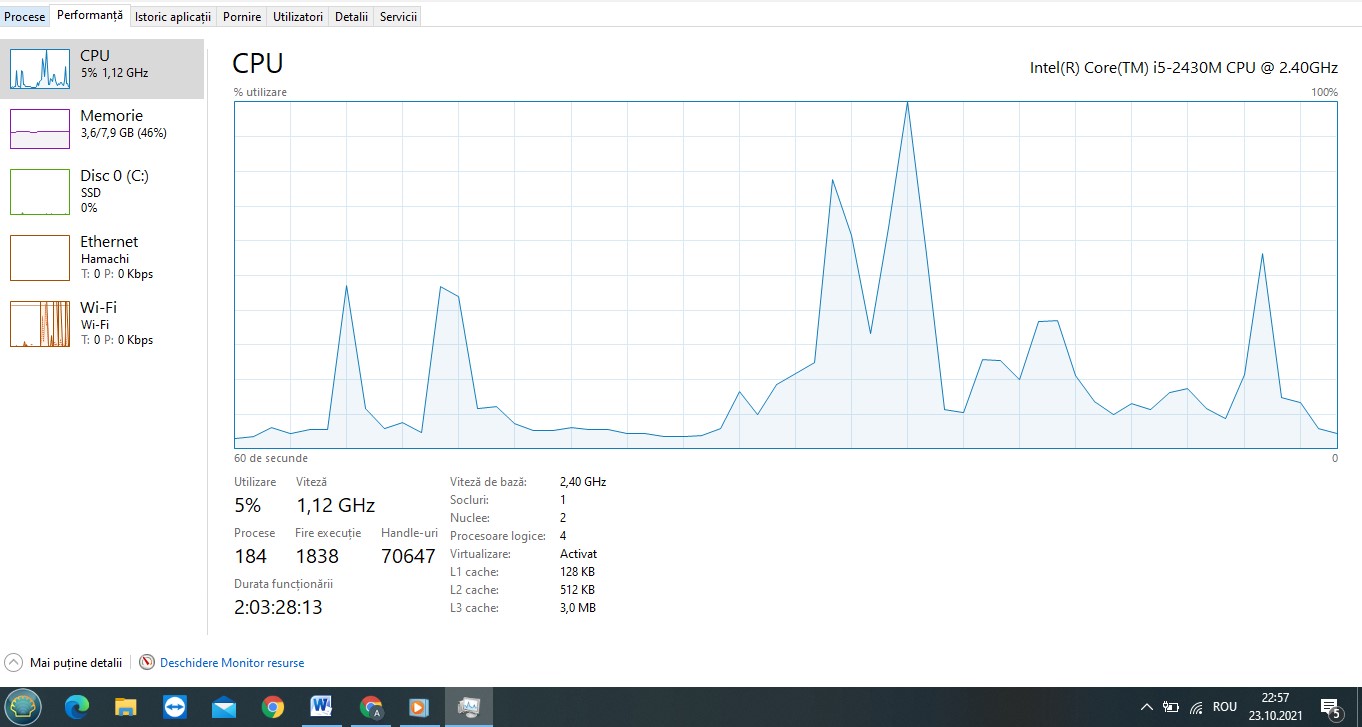 Procese Performanță Istoric aplicații Pornire Utilizatori Detalii Servicii
CPU
5% 1,12 GHz
Memorie
3,6/7,9 GB (46%)
Disc 0 (C:)
SSD
0%
Ethernet
Hamachi
T: 0 P: 0 Kbps
Wi-Fi
Wi-Fi
T: 0 P: 0 Kbps
CPU
Intel(R) Core(TM) i5-2430M CPU @ 2.40GHz
% utilizare 100%
60 de secunde 0
Utilizare Viteză
5% 1,12 GHz
Procese Fire execuție Handle-uri
184 1838 70647
Durata funcționării
2:03:28:13
Viteză de bază: 2,40 GHz
Socluri: 1
Nuclee: 2
Procesoare logice: 4
Virtualizare: Activat
L1 cache: 128 KB
L2 cache: 512 KB
L3 cache: 3,0 MB
Mai puține detalii Deschidere Monitor resurse
W A ROU 22:57
23.10.2021 5